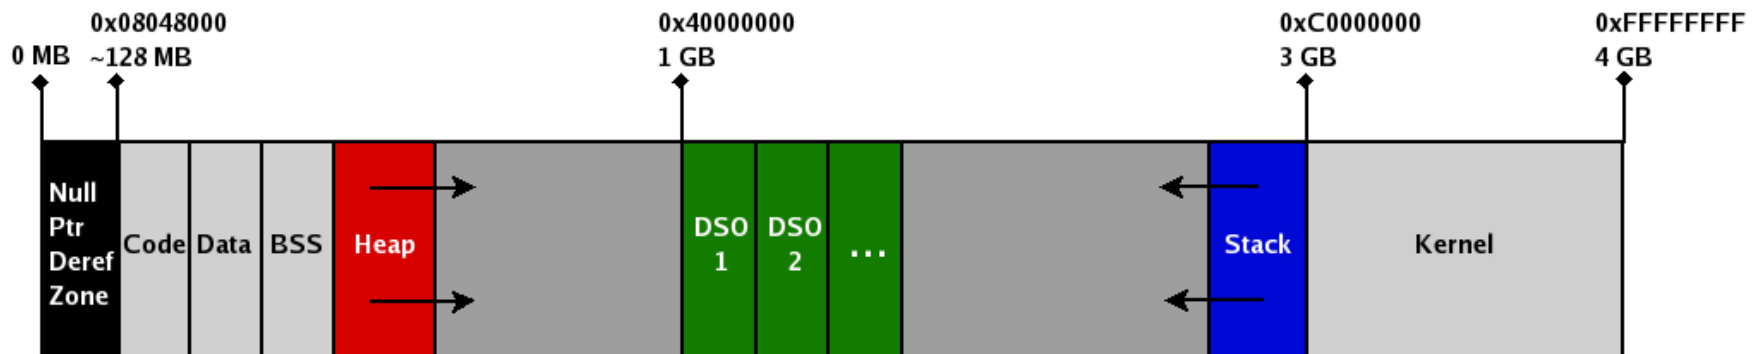 0x08048000
0x40000000
0xC0000000
0xFFFFFFFF
0 MB
~128 MB
1 GB
3 GB
4 GB
Null
Ptr
Deref
Zone
Code
Data
BSS
Heap
DSO
1
DSO
2
...
Stack
Kernel